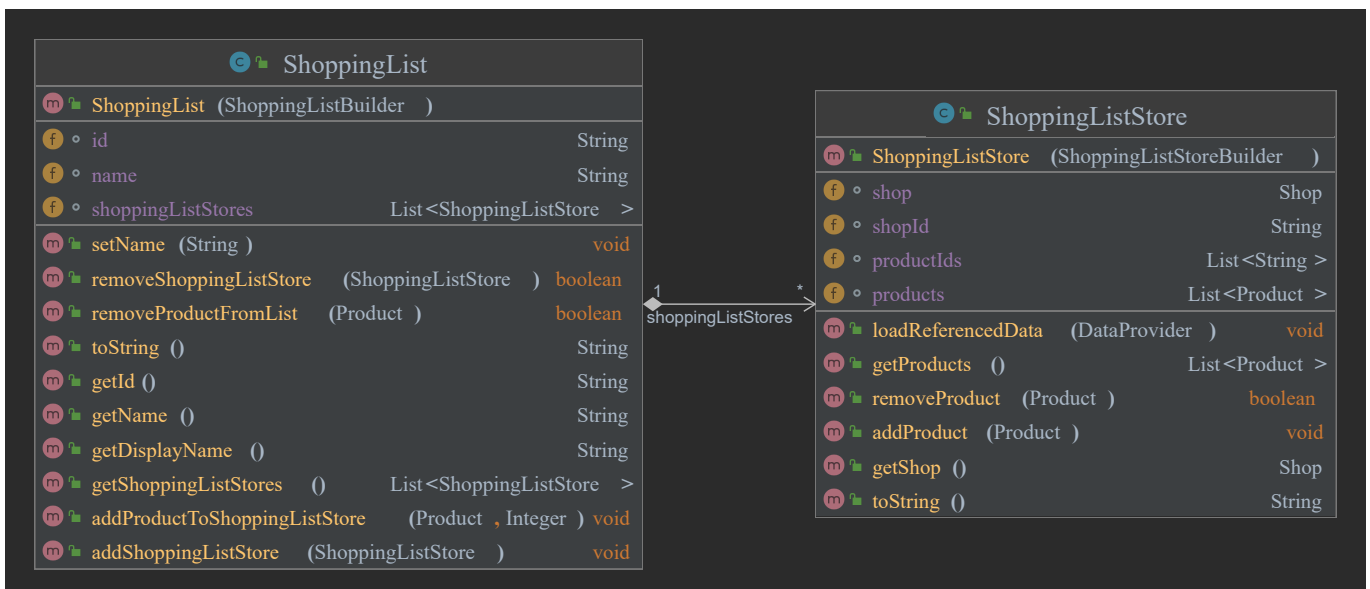 ShoppingList
ShoppingList (ShoppingListBuilder )
id String
name String
shoppingListStores List<ShoppingListStore >
setName (String ) void
removeShoppingListStore (ShoppingListStore ) boolean
removeProductFromList (Product ) boolean
toString () String
getId () String
getName () String
getDisplayName () String
getShoppingListStores () List<ShoppingListStore >
addProductToShoppingListStore (Product , Integer ) void
addShoppingListStore (ShoppingListStore ) void
1 *
shoppingListStores
ShoppingListStore
ShoppingListStore (ShoppingListStoreBuilder )
shop Shop
shopId String
productIds List<String >
products List<Product >
loadReferencedData (DataProvider ) void
getProducts () List<Product >
removeProduct (Product ) boolean
addProduct (Product ) void
getShop () Shop
toString () String